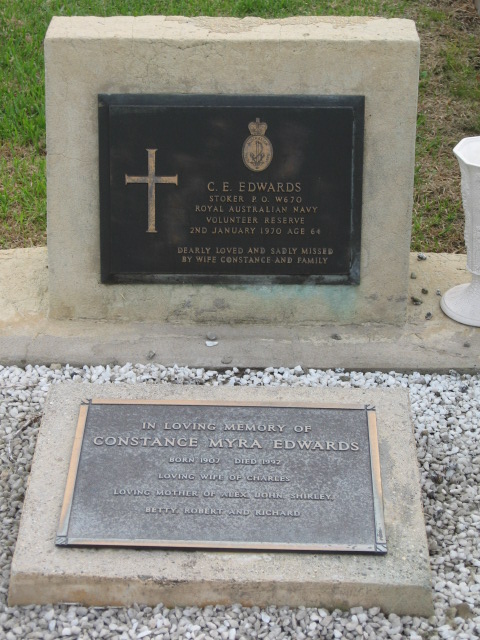 C. E. EDWARDS
STOKER P. O. W670
ROYAL AUSTRALIAN NAVY
VOLUNTEER RESERVE
2ND JANUARY 1970 AGE 64
DEARLY LOVED AND SADLY MISSED
BY WIFE CONSTANCE AND FAMILY
IN LOVING MEMORY OF
CONSTANCE MYRA EDWARDS
BORN 1907 DIED 1992
LOVING WIFE OF CHARLES
LOVING MOTHER OF ALEX, JOHN, SHIRLEY,
BETTY, ROBERT AND RICHARD